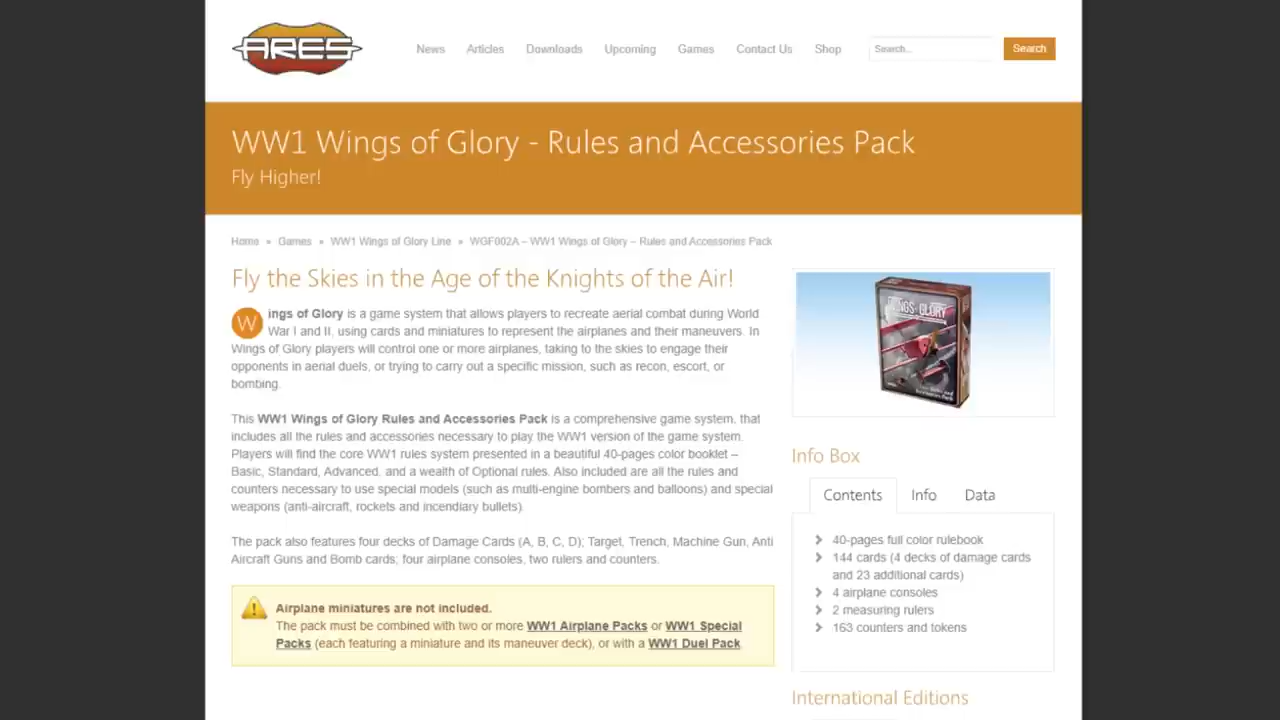 ARES
News Articles Downloads Upcoming Games Contact Us Shop Search... Search
WW1 Wings of Glory - Rules and Accessories Pack
Fly Higher!
Home » Games » WW1 Wings of Glory Line » WGF002A – WW1 Wings of Glory – Rules and Accessories Pack
Fly the Skies in the Age of the Knights of the Air!
Wings of Glory is a game system that allows players to recreate aerial combat during World
War I and II, using cards and miniatures to represent the airplanes and their maneuvers. In
Wings of Glory players will control one or more airplanes, taking to the skies to engage their
opponents in aerial duels, or trying to carry out a specific mission, such as recon, escort, or
bombing.
This WW1 Wings of Glory Rules and Accessories Pack is a comprehensive game system, that
includes all the rules and accessories necessary to play the WW1 version of the game system.
Players will find the core WW1 rules system presented in a beautiful 40-pages color booklet –
Basic, Standard, Advanced, and a wealth of Optional rules. Also included are all the rules and
counters necessary to use special models (such as multi-engine bombers and balloons) and special
weapons (anti-aircraft, rockets and incendiary bullets).
The pack also features four decks of Damage Cards (A, B, C, D); Target, Trench, Machine Gun, Anti
Aircraft Guns and Bomb cards; four airplane consoles, two rulers and counters.
Airplane miniatures are not included.
The pack must be combined with two or more WW1 Airplane Packs or WW1 Special
Packs (each featuring a miniature and its maneuver deck), or with a WW1 Duel Pack.
WINGS OF GLORY
Info Box
Contents Info Data
40-pages full color rulebook
144 cards (4 decks of damage cards
and 23 additional cards)
4 airplane consoles
2 measuring rulers
163 counters and tokens
International Editions